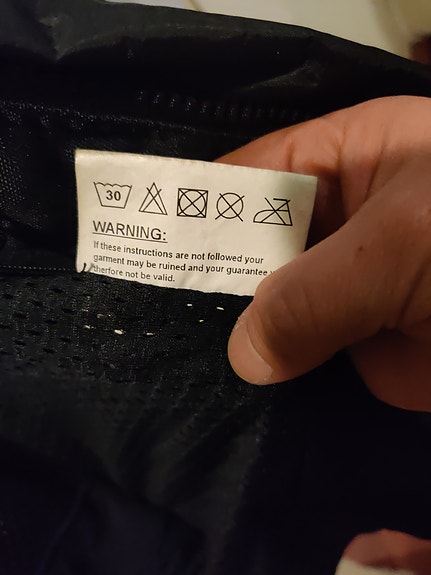 30
WARNING:
If these instructions are not followed your
garment may be ruined and your guarantee
therfore not be valid.